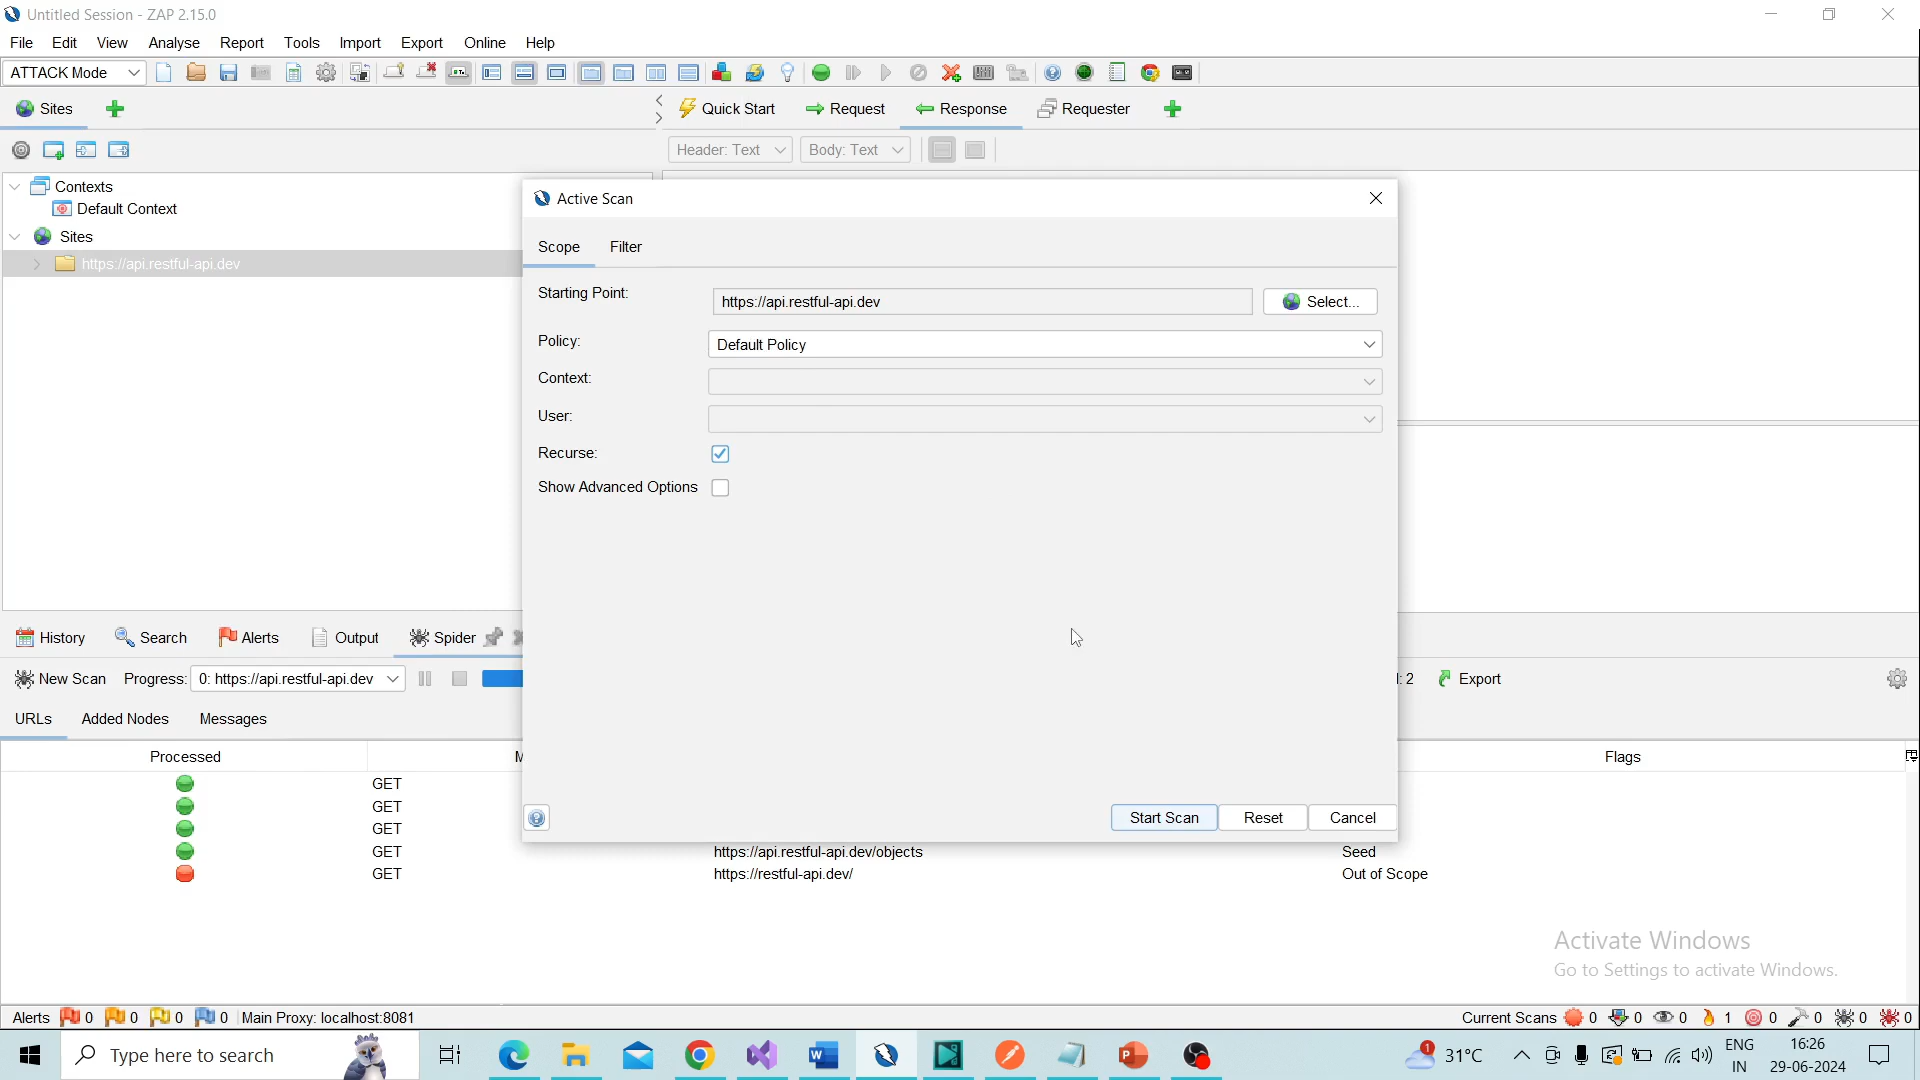 Untitled Session - ZAP 2.15.0
File Edit View Analyse Report Tools Import Export Online Help
ATTACK Mode
Sites
Quick Start Request Response Requester
Header: Text Body: Text
Contexts
Default Context
Sites
https://api.restful-api.dev
Active Scan
Scope Filter
Starting Point: https://api.restful-api.dev Select...
Policy: Default Policy
Context:
User:
Recurse:
Show Advanced Options
Start Scan Reset Cancel
History Search Alerts Output Spider
New Scan Progress: 0: https://api.restful-api.dev : 2 Export
URLs Added Nodes Messages
Processed M Flags
GET
GET
GET
GET https://api.restful-api.dev/objects Seed
GET https://restful-api.dev/ Out of Scope
Activate Windows
Go to Settings to activate Windows.
Alerts 0 0 0 0 Main Proxy: localhost:8081 Current Scans 0 0 0 1 0 0 0 0
Type here to search 1 31°C ENG IN 16:26 29-06-2024